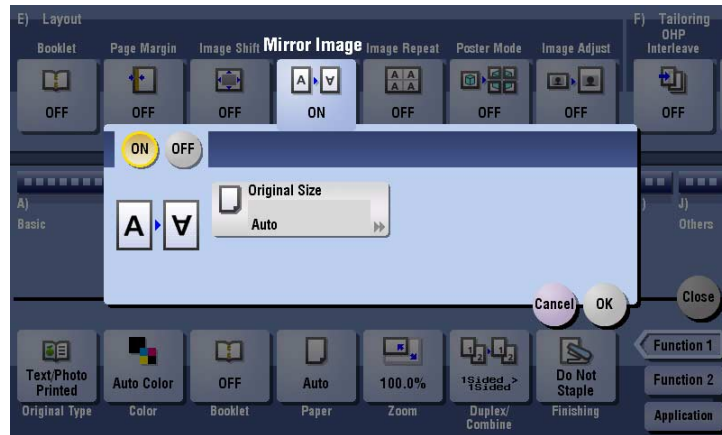 E) Layout
F) Tailoring
Booklet
Page Margin
Image Shift
Mirror Image
Image Repeat
Poster Mode
Image Adjust
OHP
Interleave
OFF
OFF
OFF
ON
OFF
OFF
OFF
OFF
ON
OFF
Original Size
Auto
A)
Basic
J)
Others
Cancel
OK
Close
Text/Photo
Printed
Auto Color
OFF
Auto
100.0%
1Sided >
1Sided
Do Not
Staple
Original Type
Color
Booklet
Paper
Zoom
Duplex/
Combine
Finishing
Function 1
Function 2
Application